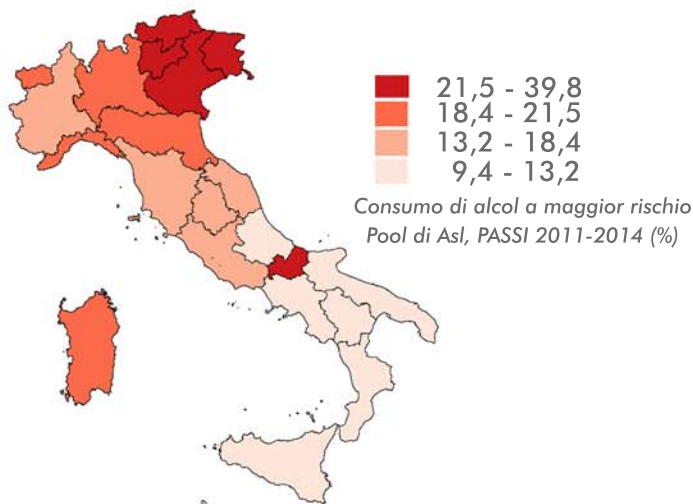 21,5 - 39,8
18,4 - 21,5
13,2 - 18,4
9,4 - 13,2
Consumo di alcol a maggior rischio
Pool di Asl, PASSI 2011-2014 (%)